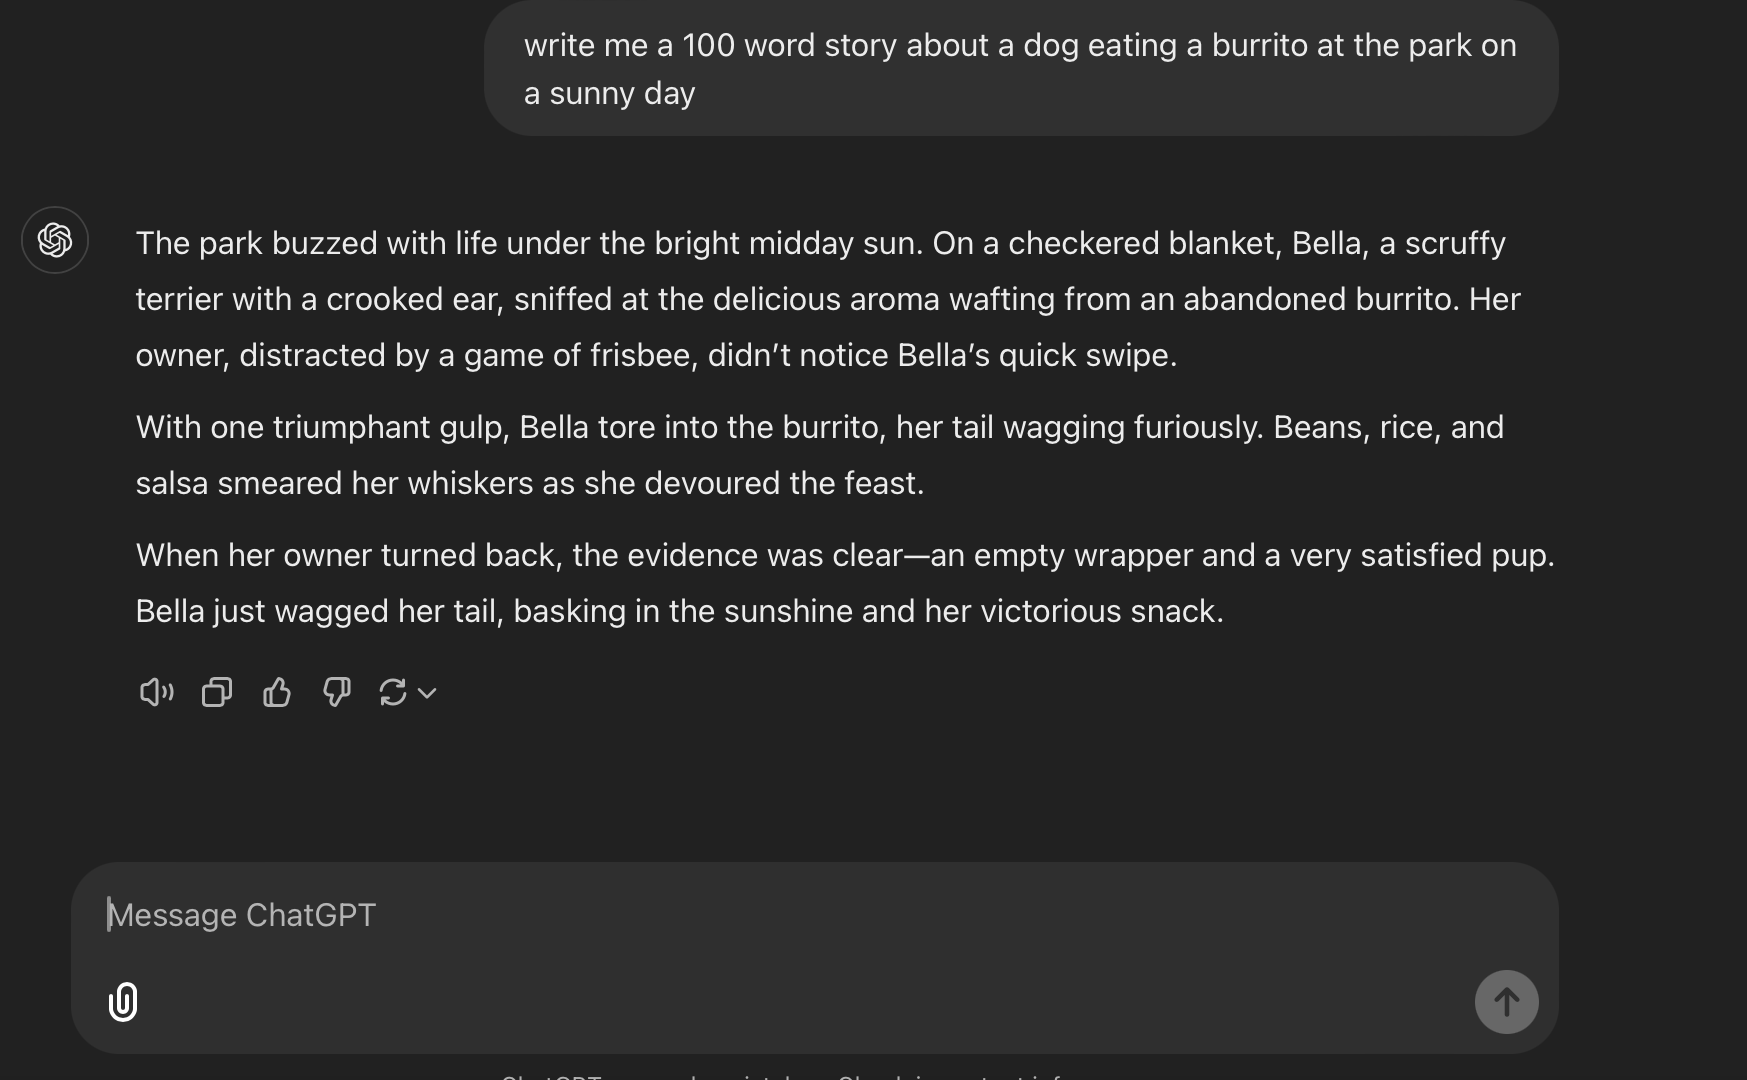 write me a 100 word story about a dog eating a burrito at the park on
a sunny day
The park buzzed with life under the bright midday sun. On a checkered blanket, Bella, a scruffy
terrier with a crooked ear, sniffed at the delicious aroma wafting from an abandoned burrito. Her
owner, distracted by a game of frisbee, didn’t notice Bella’s quick swipe.
With one triumphant gulp, Bella tore into the burrito, her tail wagging furiously. Beans, rice, and
salsa smeared her whiskers as she devoured the feast.
When her owner turned back, the evidence was clear—an empty wrapper and a very satisfied pup.
Bella just wagged her tail, basking in the sunshine and her victorious snack.
Message ChatGPT